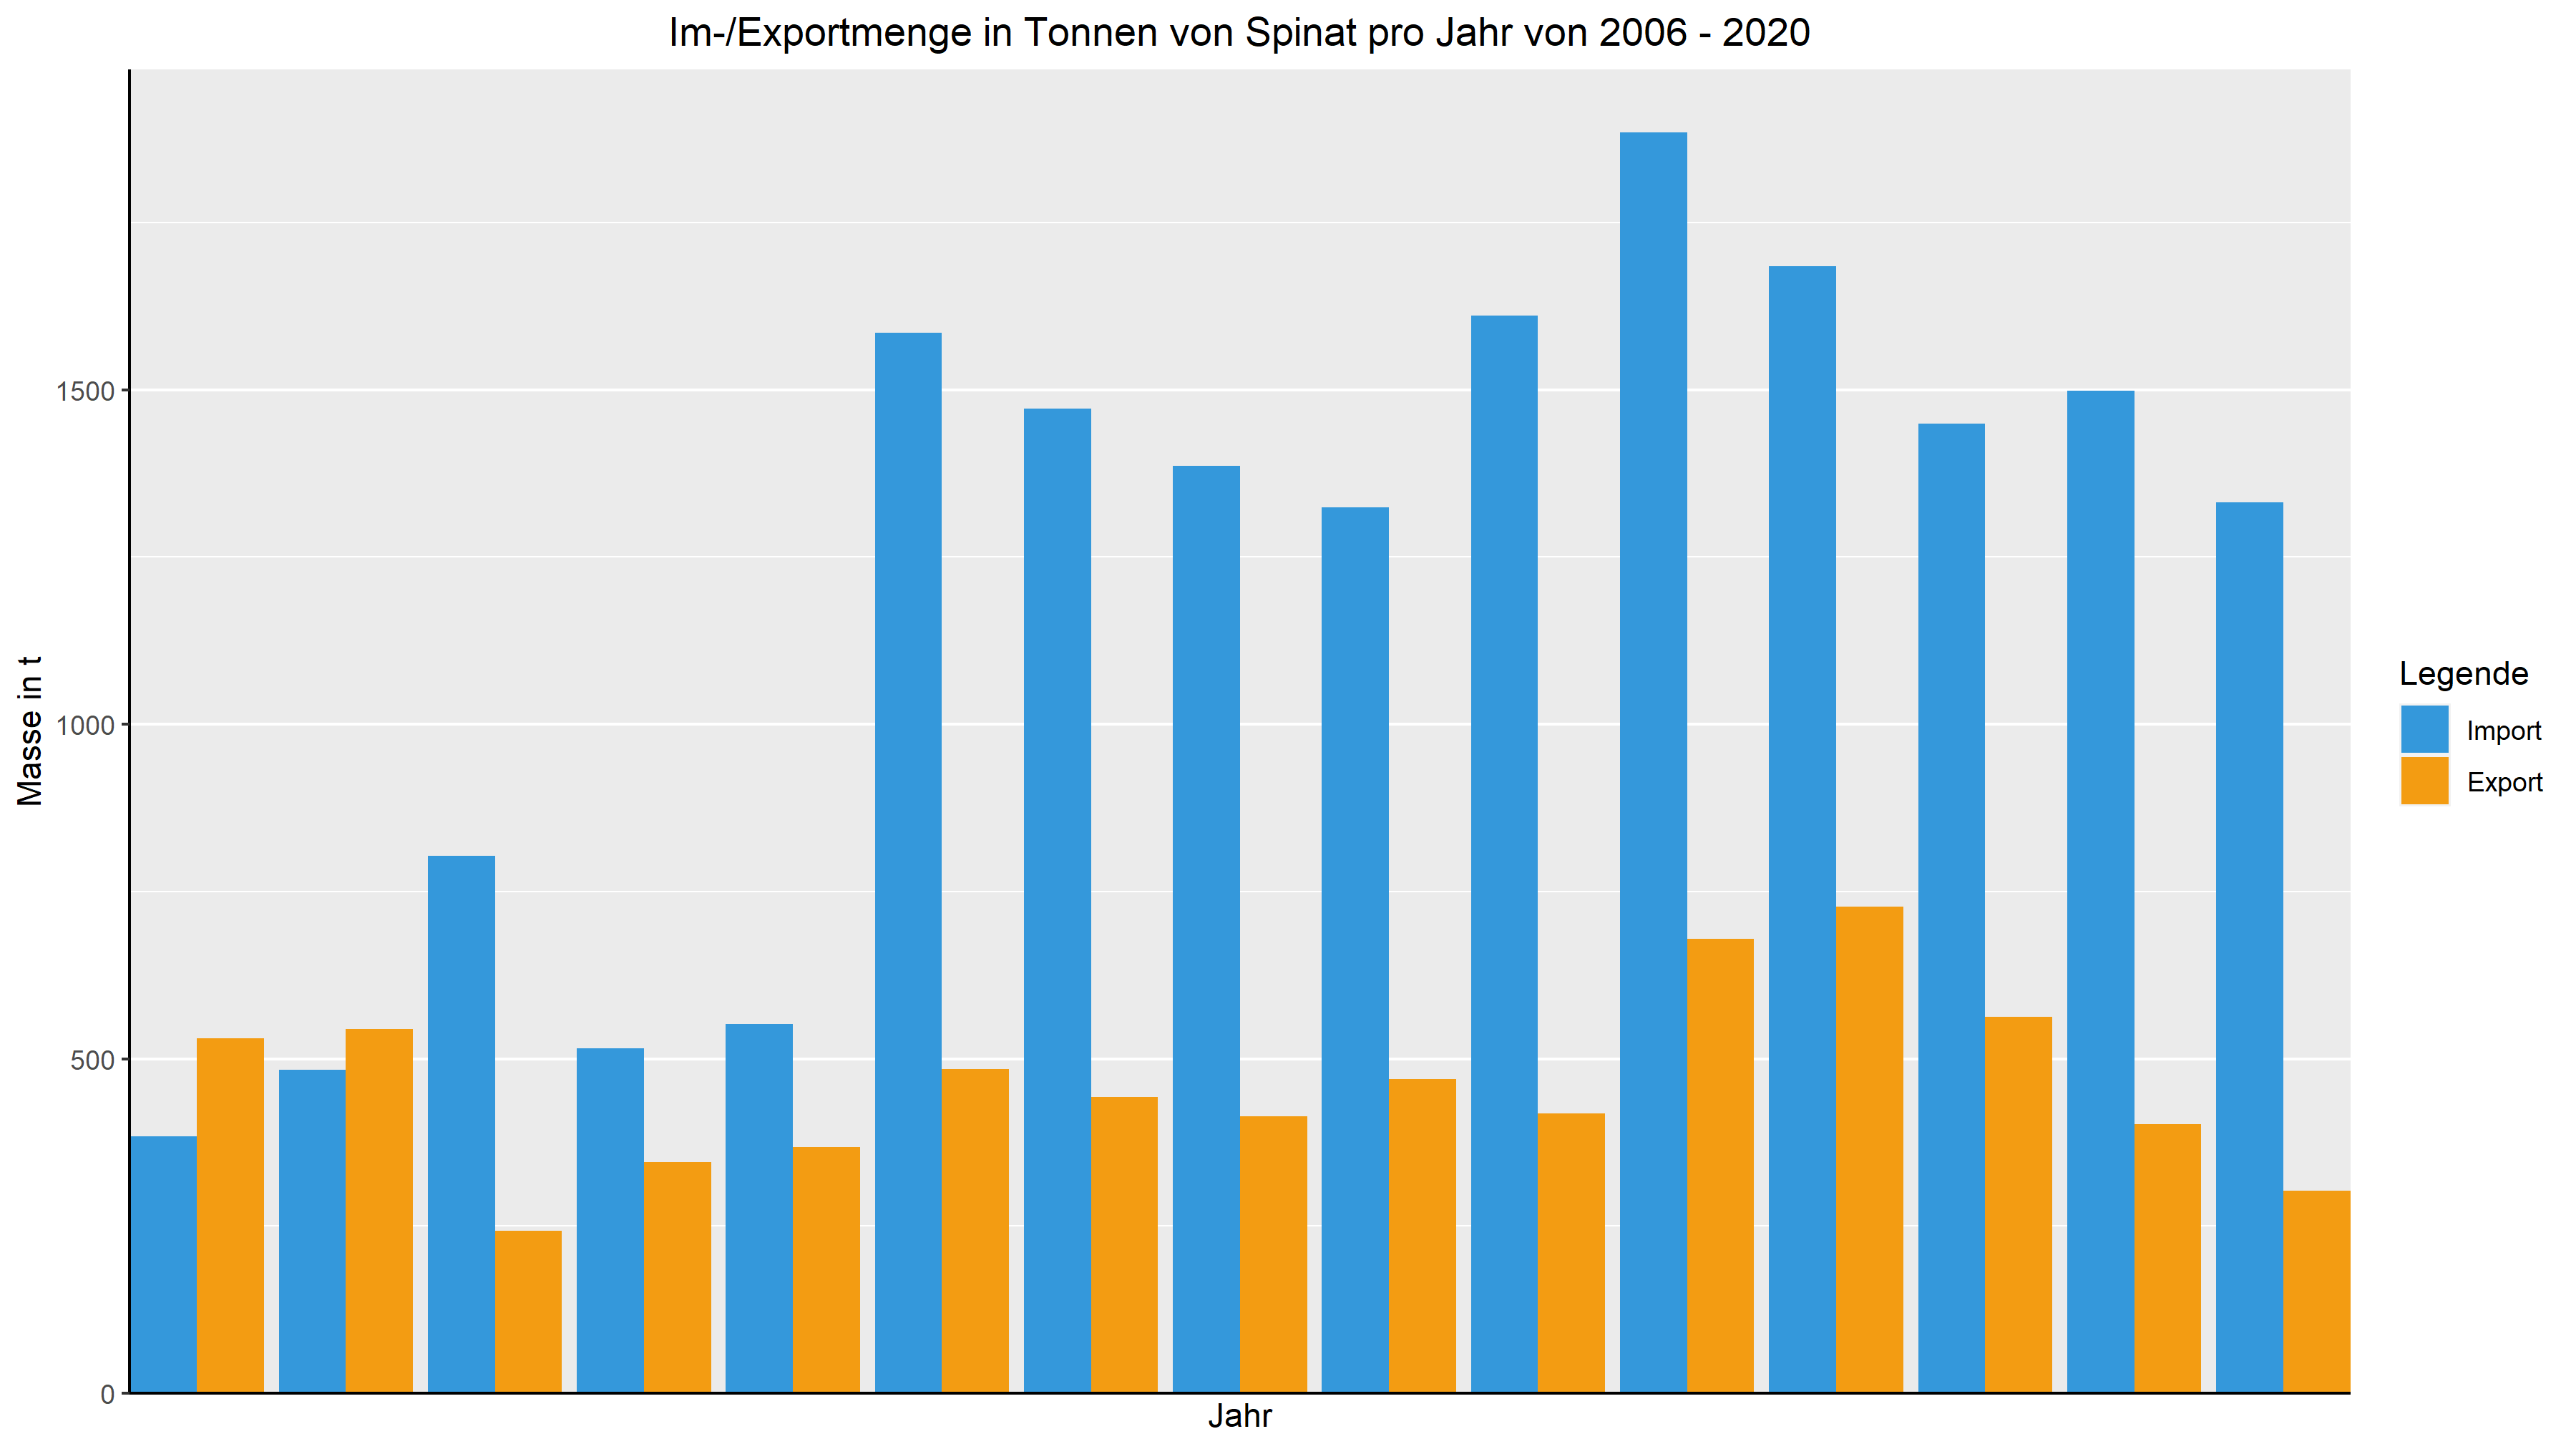 Im-/Exportmenge in Tonnen von Spinat pro Jahr von 2006 - 2020
Masse in t
1500
1000
500
0
Jahr
Legende
Import
Export